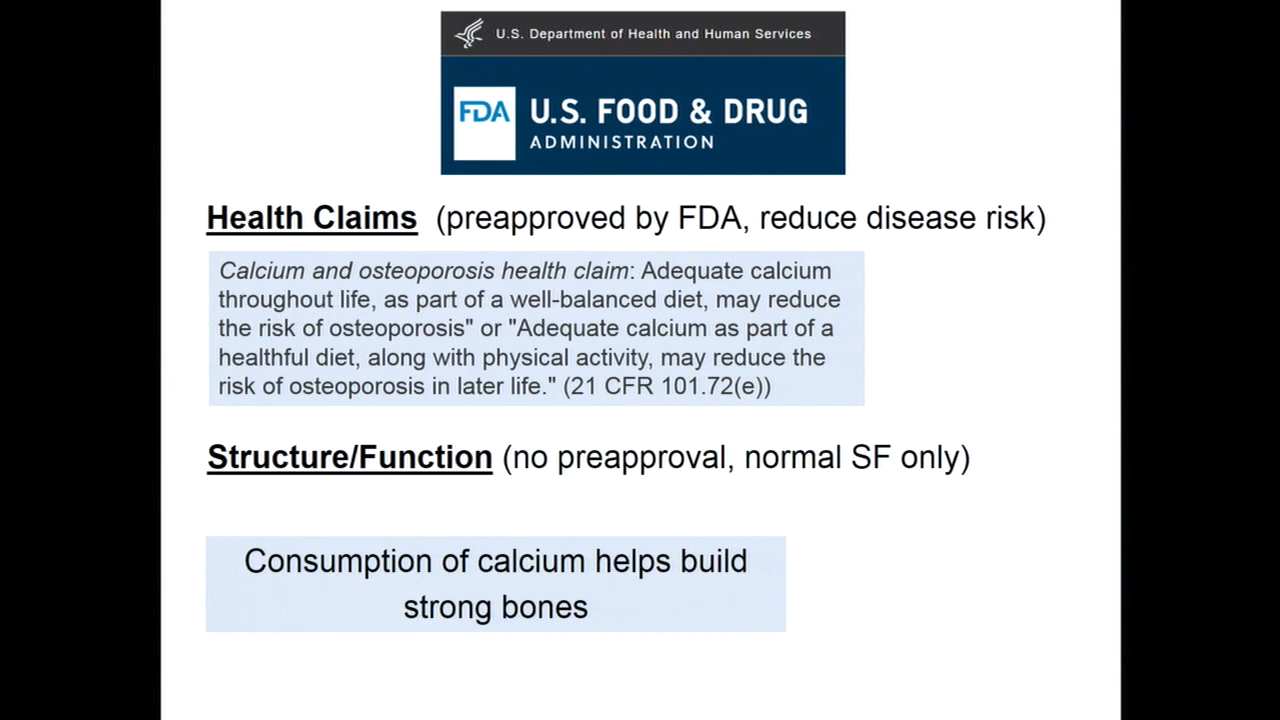 U.S. Department of Health and Human Services
FDA U.S. FOOD & DRUG
ADMINISTRATION
Health Claims (preapproved by FDA, reduce disease risk)
Calcium and osteoporosis health claim: Adequate calcium
throughout life, as part of a well-balanced diet, may reduce
the risk of osteoporosis" or "Adequate calcium as part of a
healthful diet, along with physical activity, may reduce the
risk of osteoporosis in later life." (21 CFR 101.72(e))
Structure/Function (no preapproval, normal SF only)
Consumption of calcium helps build
strong bones